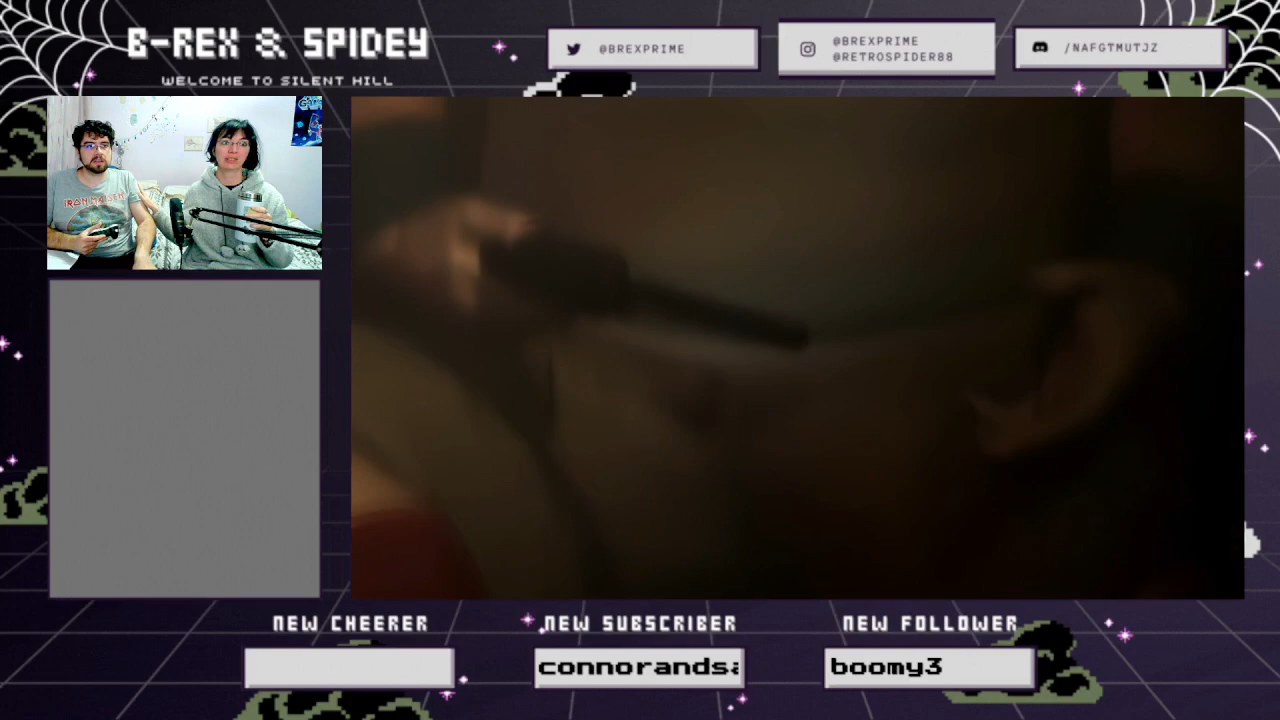 B-REX & SPIDEY
WELCOME TO SILENT HILL
@BREXPRIME
@BREXPRIME
@RETROSPIDER88
/NAFGTMUTJZ
IRON MAIDEN
NEW CHEERER
NEW SUBSCRIBER
NEW FOLLOWER
connorands
boomy3